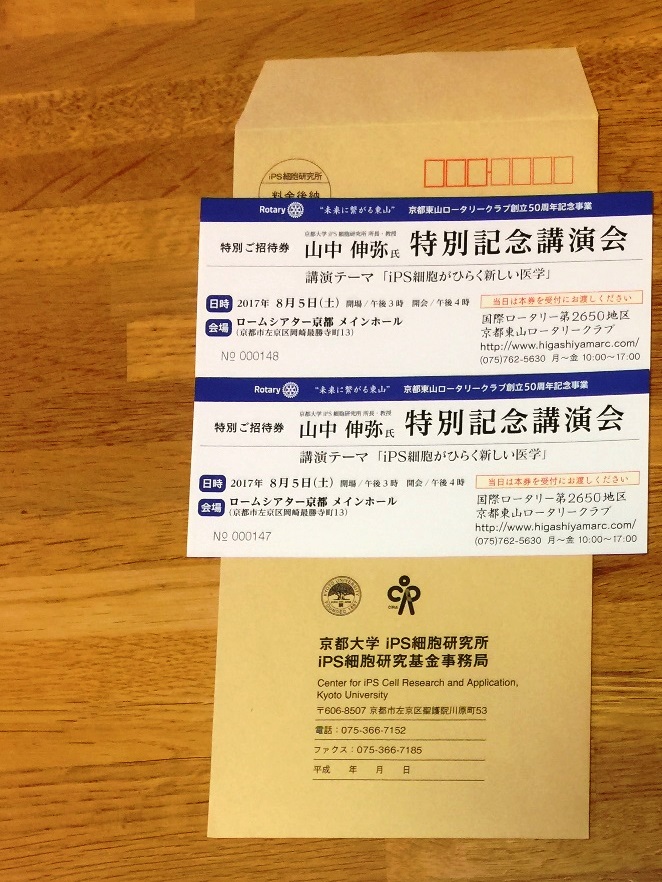 iPS細胞研究所
料金後納
Rotary "未来に繋がる東山" 京都東山ロータリークラブ創立50周年記念事業
京都大学 iPS 細胞研究所 所長・教授
特別ご招待券 山中 伸弥氏 特別記念講演会
講演テーマ「iPS細胞がひらく新しい医学」
日時 2017年 8月5日(土) 開場/午後3時 開会/午後4時
当日は本券を受付にお渡しください
会場 ロームシアター京都 メインホール
(京都市左京区岡崎最勝寺町13)
国際ロータリー第2650地区
京都東山ロータリークラブ
http://www.higashiyamarc.com/
(075)762-5630 月～金 10:00～17:00
№ 000148
Rotary "未来に繋がる東山" 京都東山ロータリークラブ創立50周年記念事業
京都大学 iPS 細胞研究所 所長・教授
特別ご招待券 山中 伸弥氏 特別記念講演会
講演テーマ「iPS細胞がひらく新しい医学」
日時 2017年 8月5日(土) 開場/午後3時 開会/午後4時
当日は本券を受付にお渡しください
会場 ロームシアター京都 メインホール
(京都市左京区岡崎最勝寺町13)
国際ロータリー第2650地区
京都東山ロータリークラブ
http://www.higashiyamarc.com/
(075)762-5630 月～金 10:00～17:00
№ 000147
KYOTO UNIVERSITY
FOUNDED 1897
CiRA
京都大学 iPS細胞研究所
iPS細胞研究基金事務局
Center for iPS Cell Research and Application,
Kyoto University
〒606-8507 京都市左京区聖護院川原町53
電話：075-366-7152
ファクス：075-366-7185
平成 年 月 日